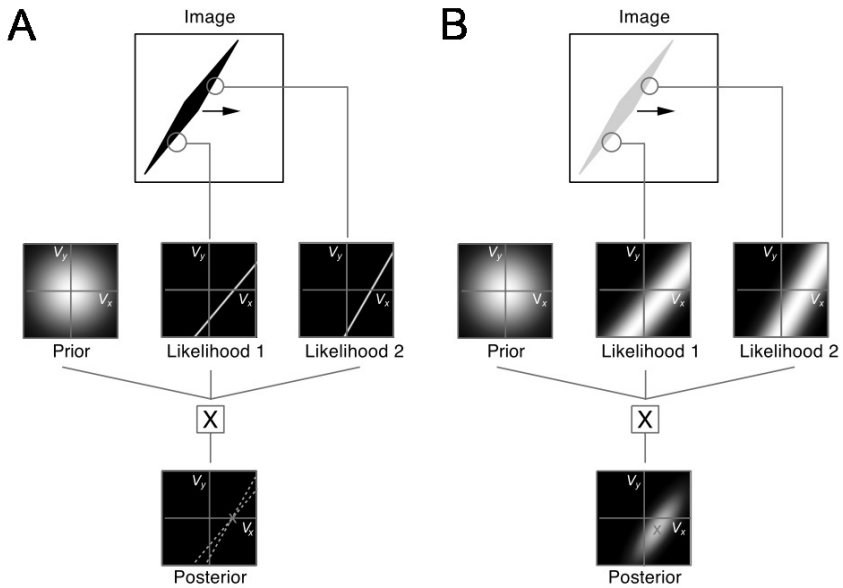 A
Image
Vy
Vx
Prior
Vy
Vx
Likelihood 1
Vy
Vx
Likelihood 2
X
Vy
Vx
Posterior
B
Image
Vy
Vx
Prior
Vy
Vx
Likelihood 1
Vy
Vx
Likelihood 2
X
Vy
Vx
Posterior